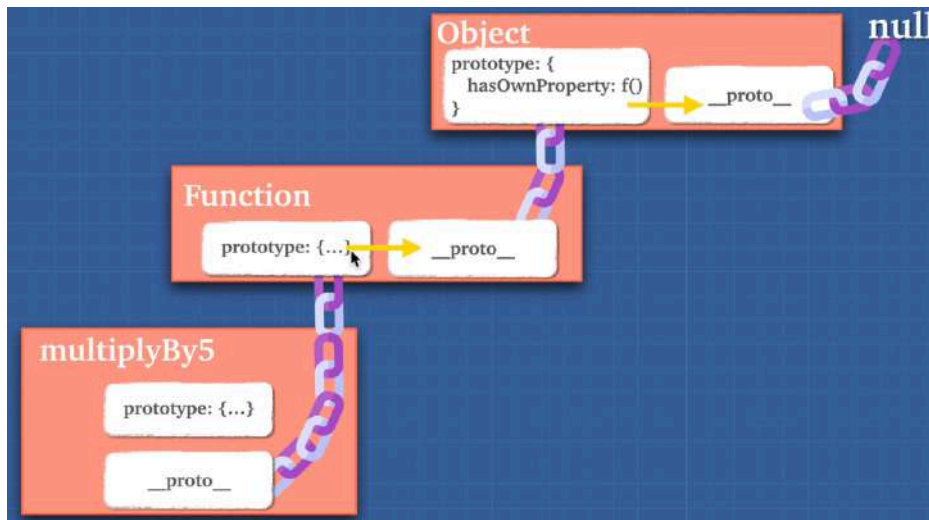 Object
null
prototype: {
hasOwnProperty: f()
}
__proto__
Function
prototype: {...}
__proto__
multiplyBy5
prototype: {...}
__proto__